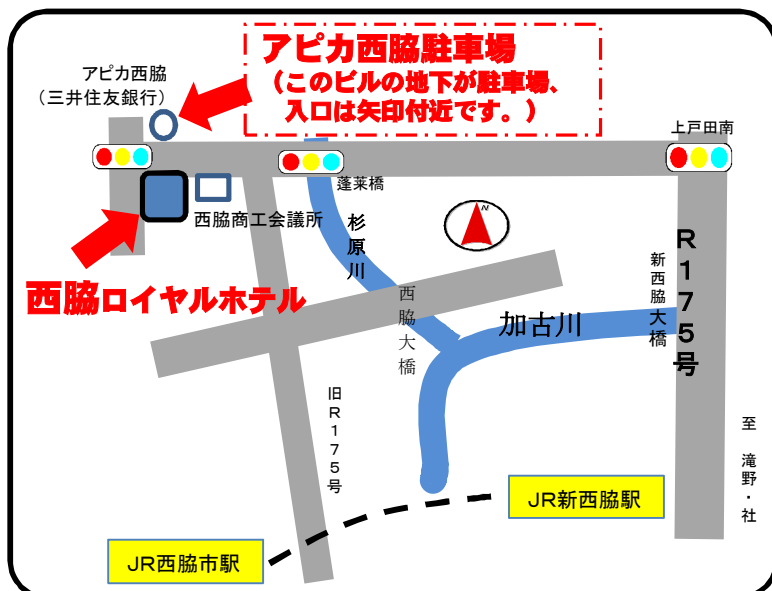 アピカ西脇駐車場
(このビルの地下が駐車場、
入口は矢印付近です。)
アピカ西脇
(三井住友銀行)
上戸田南
蓬莱橋
西脇商工会議所
杉原川
N
西脇ロイヤルホテル
西脇大橋
加古川
新西脇大橋
R175号
旧R175号
至 滝野・社
JR新西脇駅
JR西脇市駅